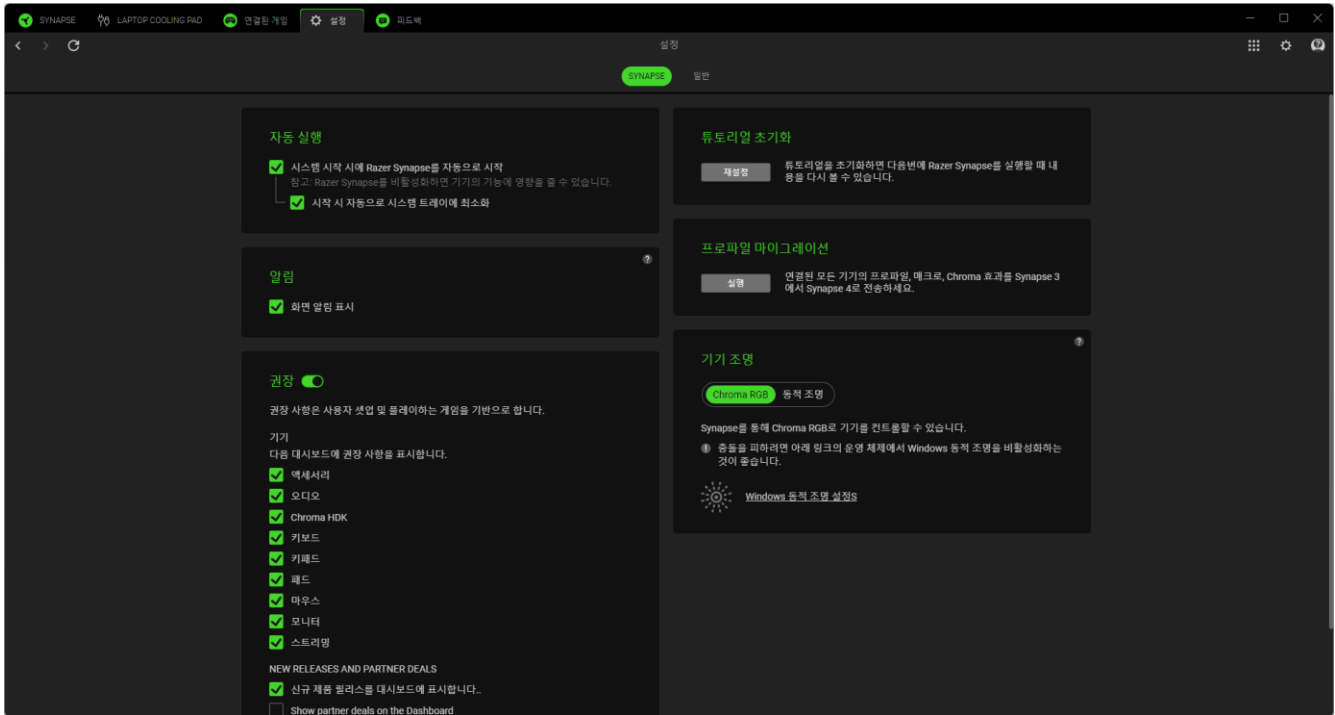 SYNAPSE
LAPTOP COOLING PAD
연결된 게임
설정
피드백
설정
SYNAPSE
일반
자동 실행
시스템 시작 시에 Razer Synapse를 자동으로 시작
참고: Razer Synapse를 비활성화하면 기기의 기능에 영향을 줄 수 있습니다.
시작 시 자동으로 시스템 트레이에 최소화
알림
화면 알림 표시
권장
권장 사항은 사용자 셋업 및 플레이하는 게임을 기반으로 합니다.
기기
다음 대시보드에 권장 사항을 표시합니다.
액세서리
오디오
Chroma HDK
키보드
키패드
패드
마우스
모니터
스트리밍
NEW RELEASES AND PARTNER DEALS
신규 제품 릴리스를 대시보드에 표시합니다..
Show partner deals on the Dashboard
튜토리얼 초기화
재설정
튜토리얼을 초기화하면 다음번에 Razer Synapse를 실행할 때 내
용을 다시 볼 수 있습니다.
프로파일 마이그레이션
실행
연결된 모든 기기의 프로파일, 매크로, Chroma 효과를 Synapse 3
에서 Synapse 4로 전송하세요.
기기 조명
Chroma RGB
동적 조명
Synapse를 통해 Chroma RGB로 기기를 컨트롤할 수 있습니다.
충돌을 피하려면 아래 링크의 운영 체제에서 Windows 동적 조명을 비활성화하는
것이 좋습니다.
Windows 동적 조명 설정S